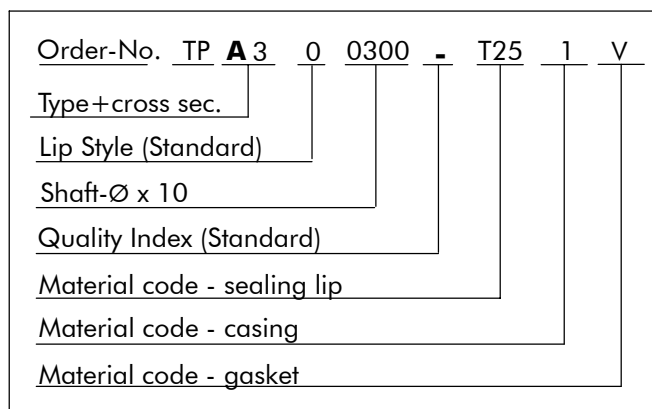 Order-No. TP A3 0 0300 - T25 1 V
Type+cross sec.
Lip Style (Standard)
Shaft-Ø x 10
Quality Index (Standard)
Material code - sealing lip
Material code - casing
Material code - gasket